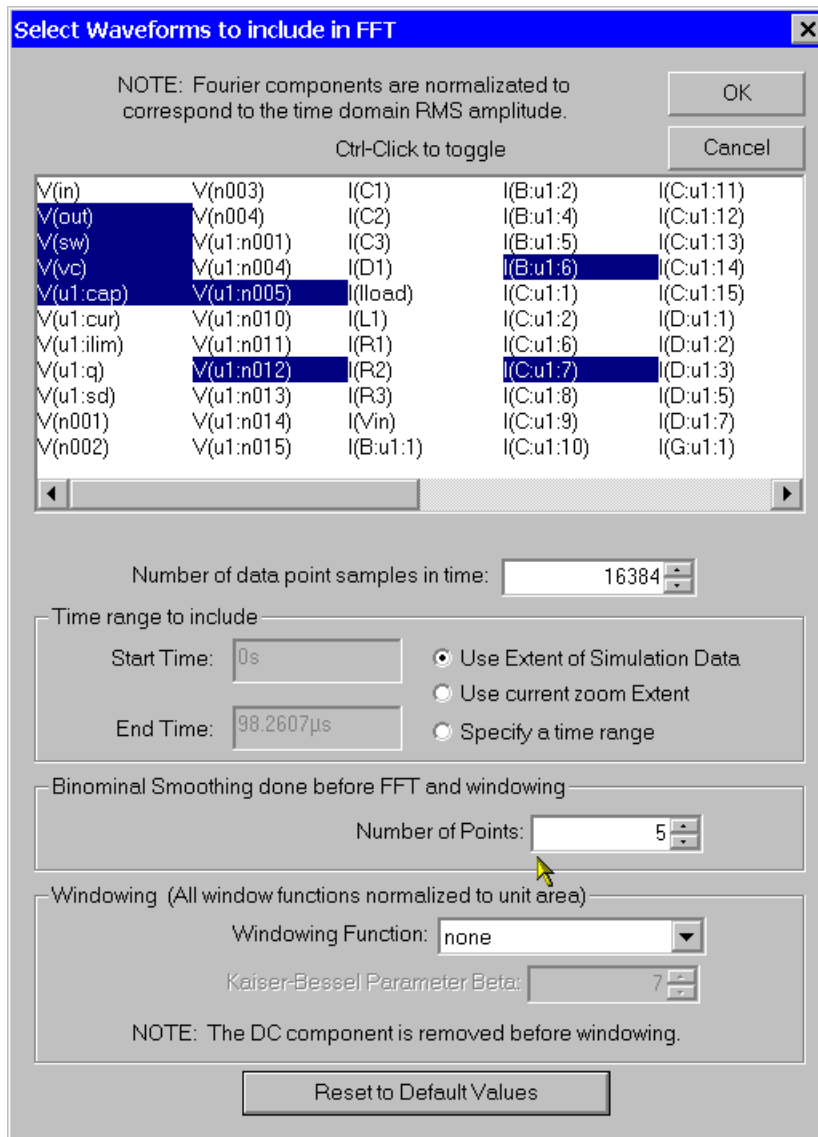 Select Waveforms to include in FFT
NOTE: Fourier components are normalizated to
correspond to the time domain RMS amplitude.
OK
Ctrl-Click to toggle
Cancel
V(in) V(n003) I(C1) I(B:u1:2) I(C:u1:11)
V(out) V(n004) I(C2) I(B:u1:4) I(C:u1:12)
V(sw) V(u1:n001) I(C3) I(B:u1:5) I(C:u1:13)
V(vc) V(u1:n004) I(D1) I(B:u1:6) I(C:u1:14)
V(u1:cap) V(u1:n005) I(Iload) I(C:u1:1) I(C:u1:15)
V(u1:cur) V(u1:n010) I(L1) I(C:u1:2) I(D:u1:1)
V(u1:ilim) V(u1:n011) I(R1) I(C:u1:6) I(D:u1:2)
V(u1:q) V(u1:n012) I(R2) I(C:u1:7) I(D:u1:3)
V(u1:sd) V(u1:n013) I(R3) I(C:u1:8) I(D:u1:5)
V(n001) V(u1:n014) I(Vin) I(C:u1:9) I(D:u1:7)
V(n002) V(u1:n015) I(B:u1:1) I(C:u1:10) I(G:u1:1)
Number of data point samples in time: 16384
Time range to include
Start Time: 0s
Use Extent of Simulation Data
Use current zoom Extent
End Time: 98.2607µs
Specify a time range
Binominal Smoothing done before FFT and windowing
Number of Points: 5
Windowing (All window functions normalized to unit area)
Windowing Function: none
Kaiser-Bessel Parameter Beta: 7
NOTE: The DC component is removed before windowing.
Reset to Default Values